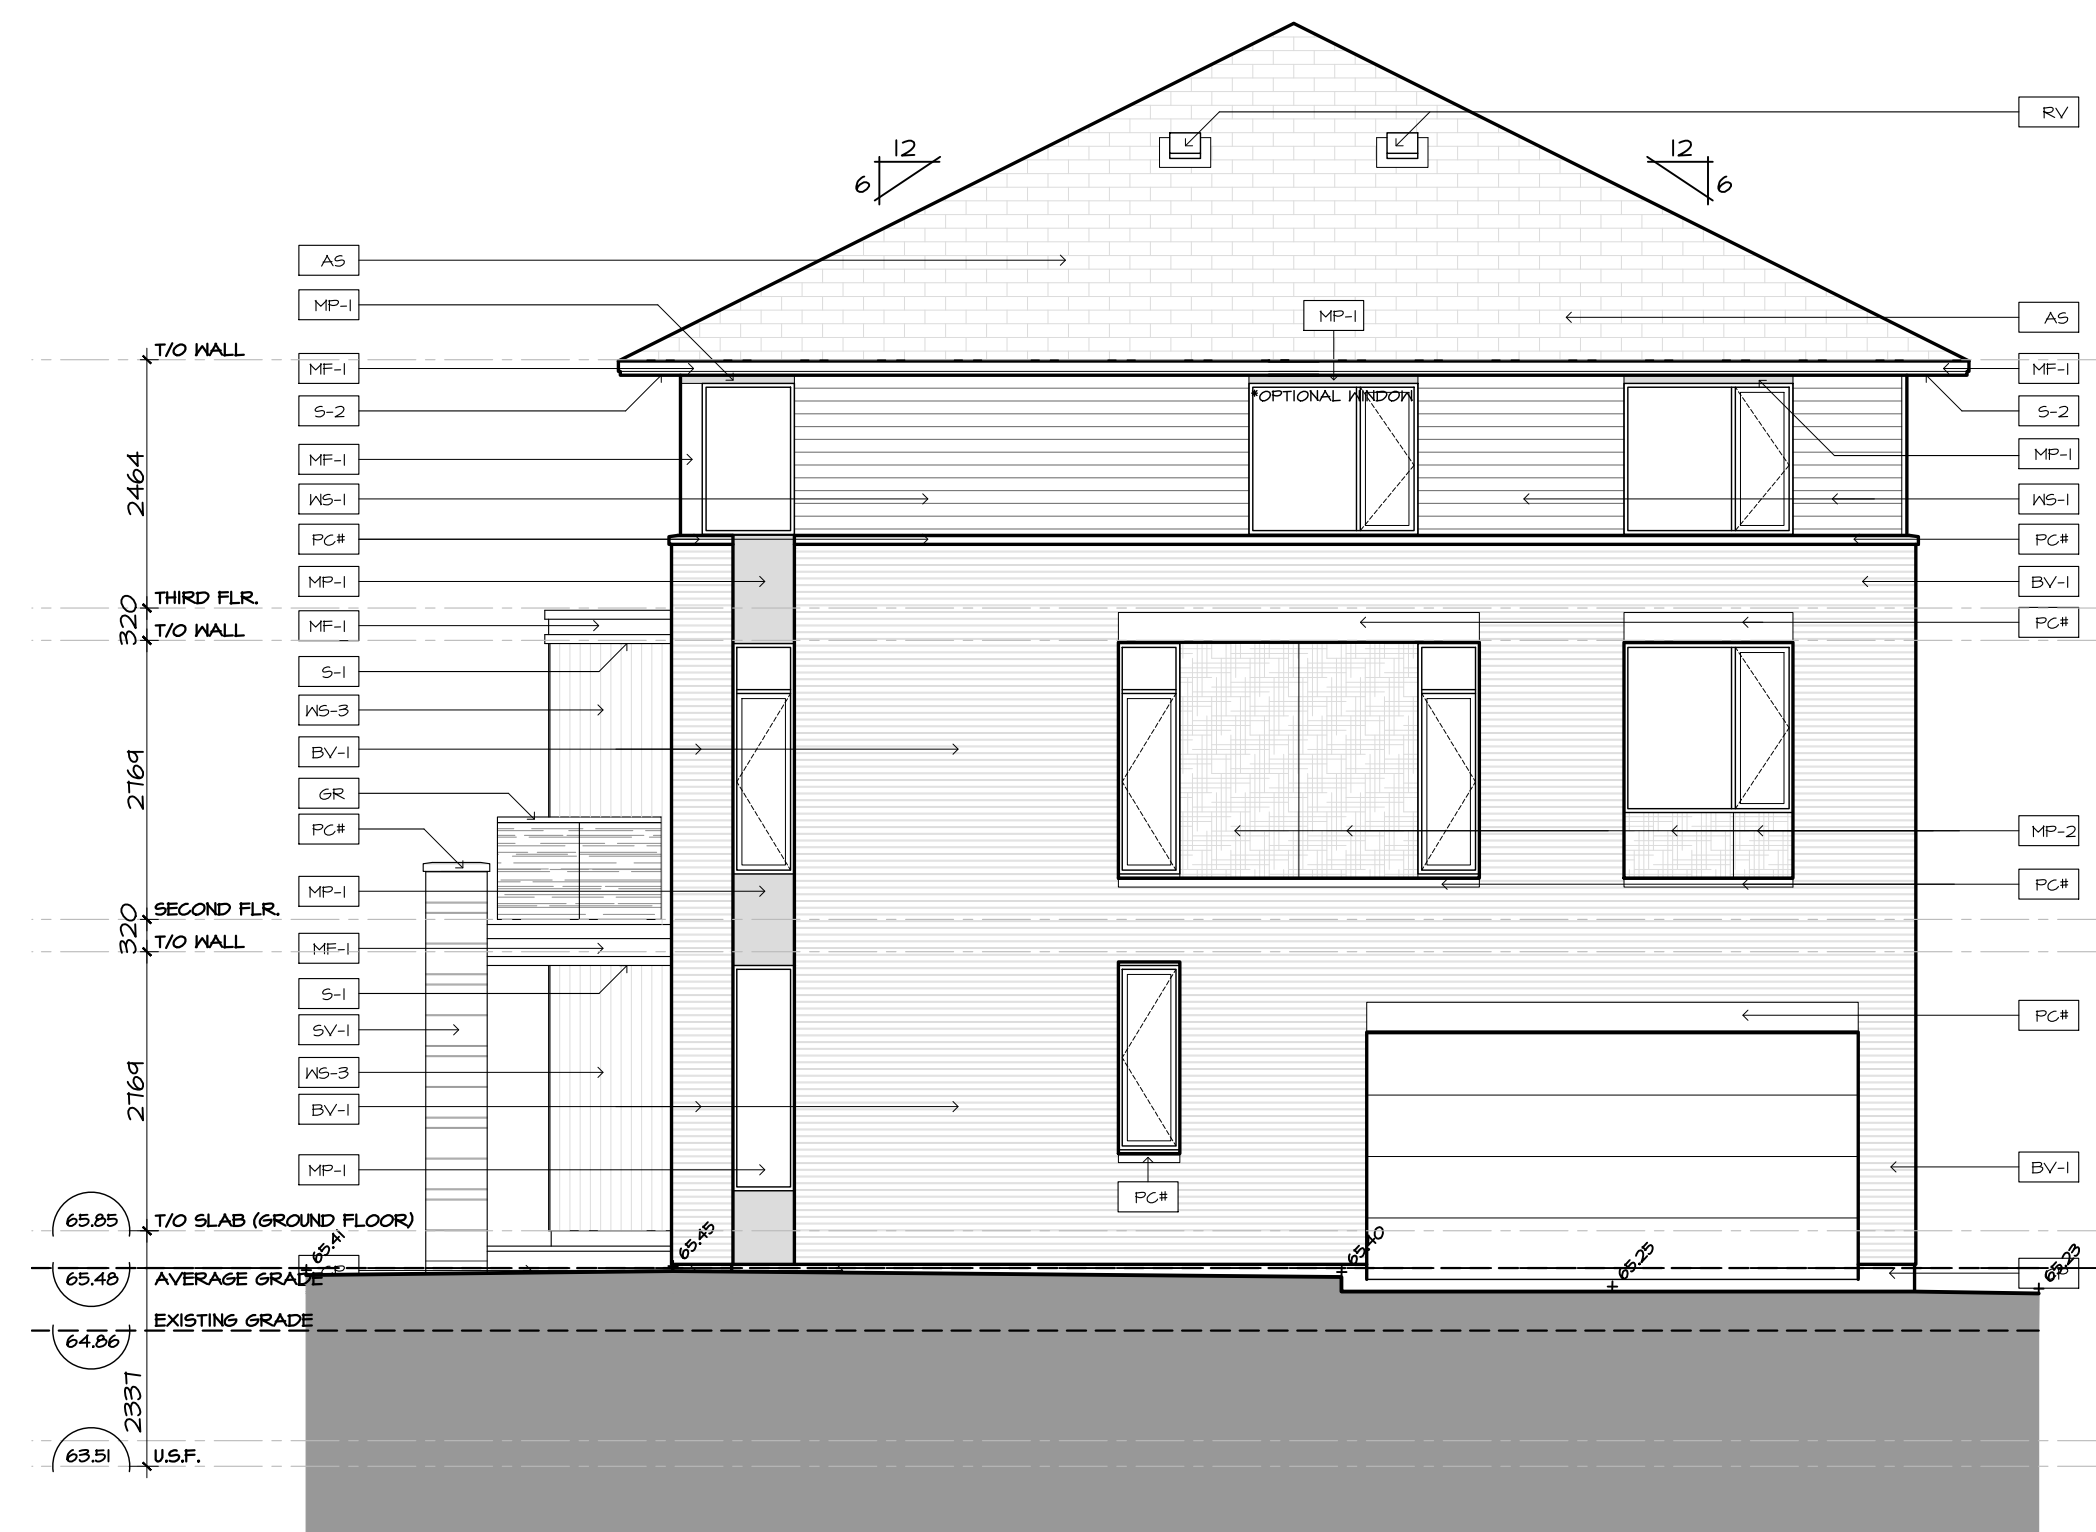 RV
12
6
12
6
AS
MP-1
MP-1
AS
T/O WALL
MF-1
MF-1
*OPTIONAL WINDOW
S-2
S-2
MF-1
MP-1
2464
WS-1
WS-1
PC#
PC#
MP-1
BV-1
THIRD FLR.
320
MF-1
PC#
T/O WALL
S-1
WS-3
BV-1
2769
GR
PC#
MP-2
MP-1
PC#
SECOND FLR.
320
T/O WALL
MF-1
S-1
SV-1
PC#
WS-3
2769
BV-1
MP-1
BV-1
PC#
65.85
T/O SLAB (GROUND FLOOR)
65.41
65.45
65.40
65.25
65.23
65.48
AVERAGE GRADE
EXISTING GRADE
64.86
2337
63.51
U.S.F.